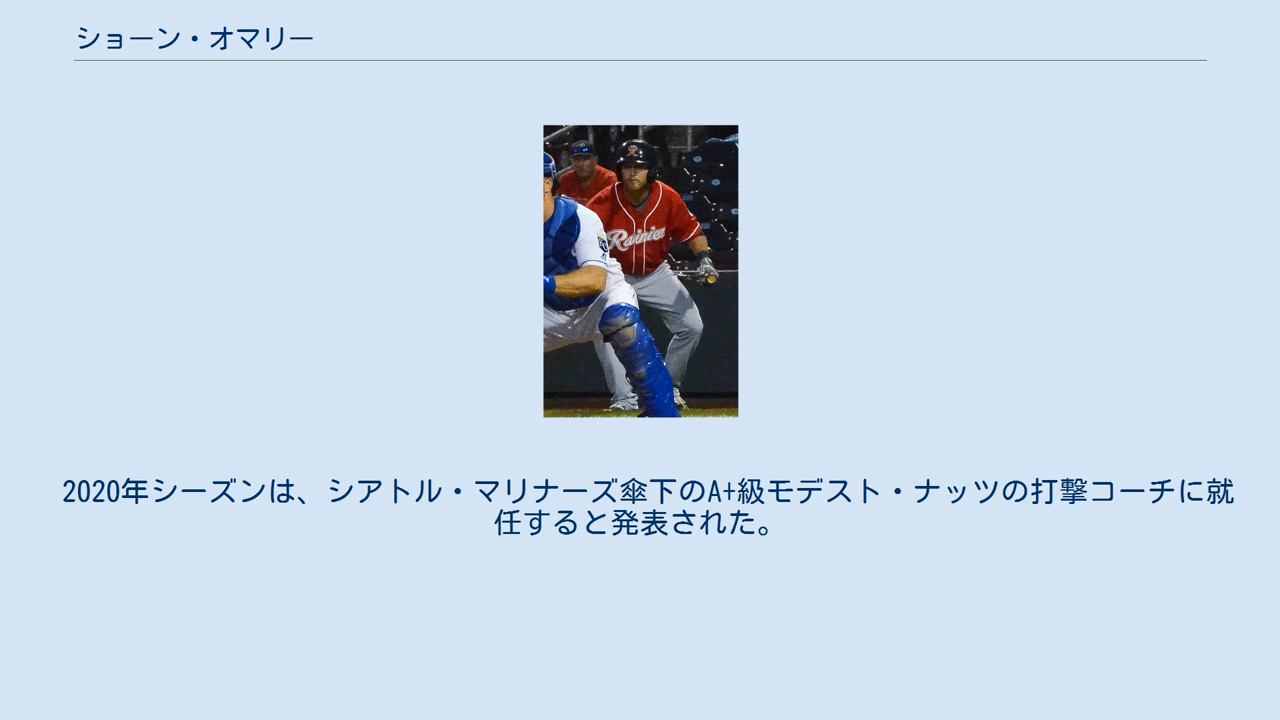 ショーン・オマリー
Rainiers
2020年シーズンは、シアトル・マリナーズ傘下のA+級モデスト・ナッツの打撃コーチに就
任すると発表された。